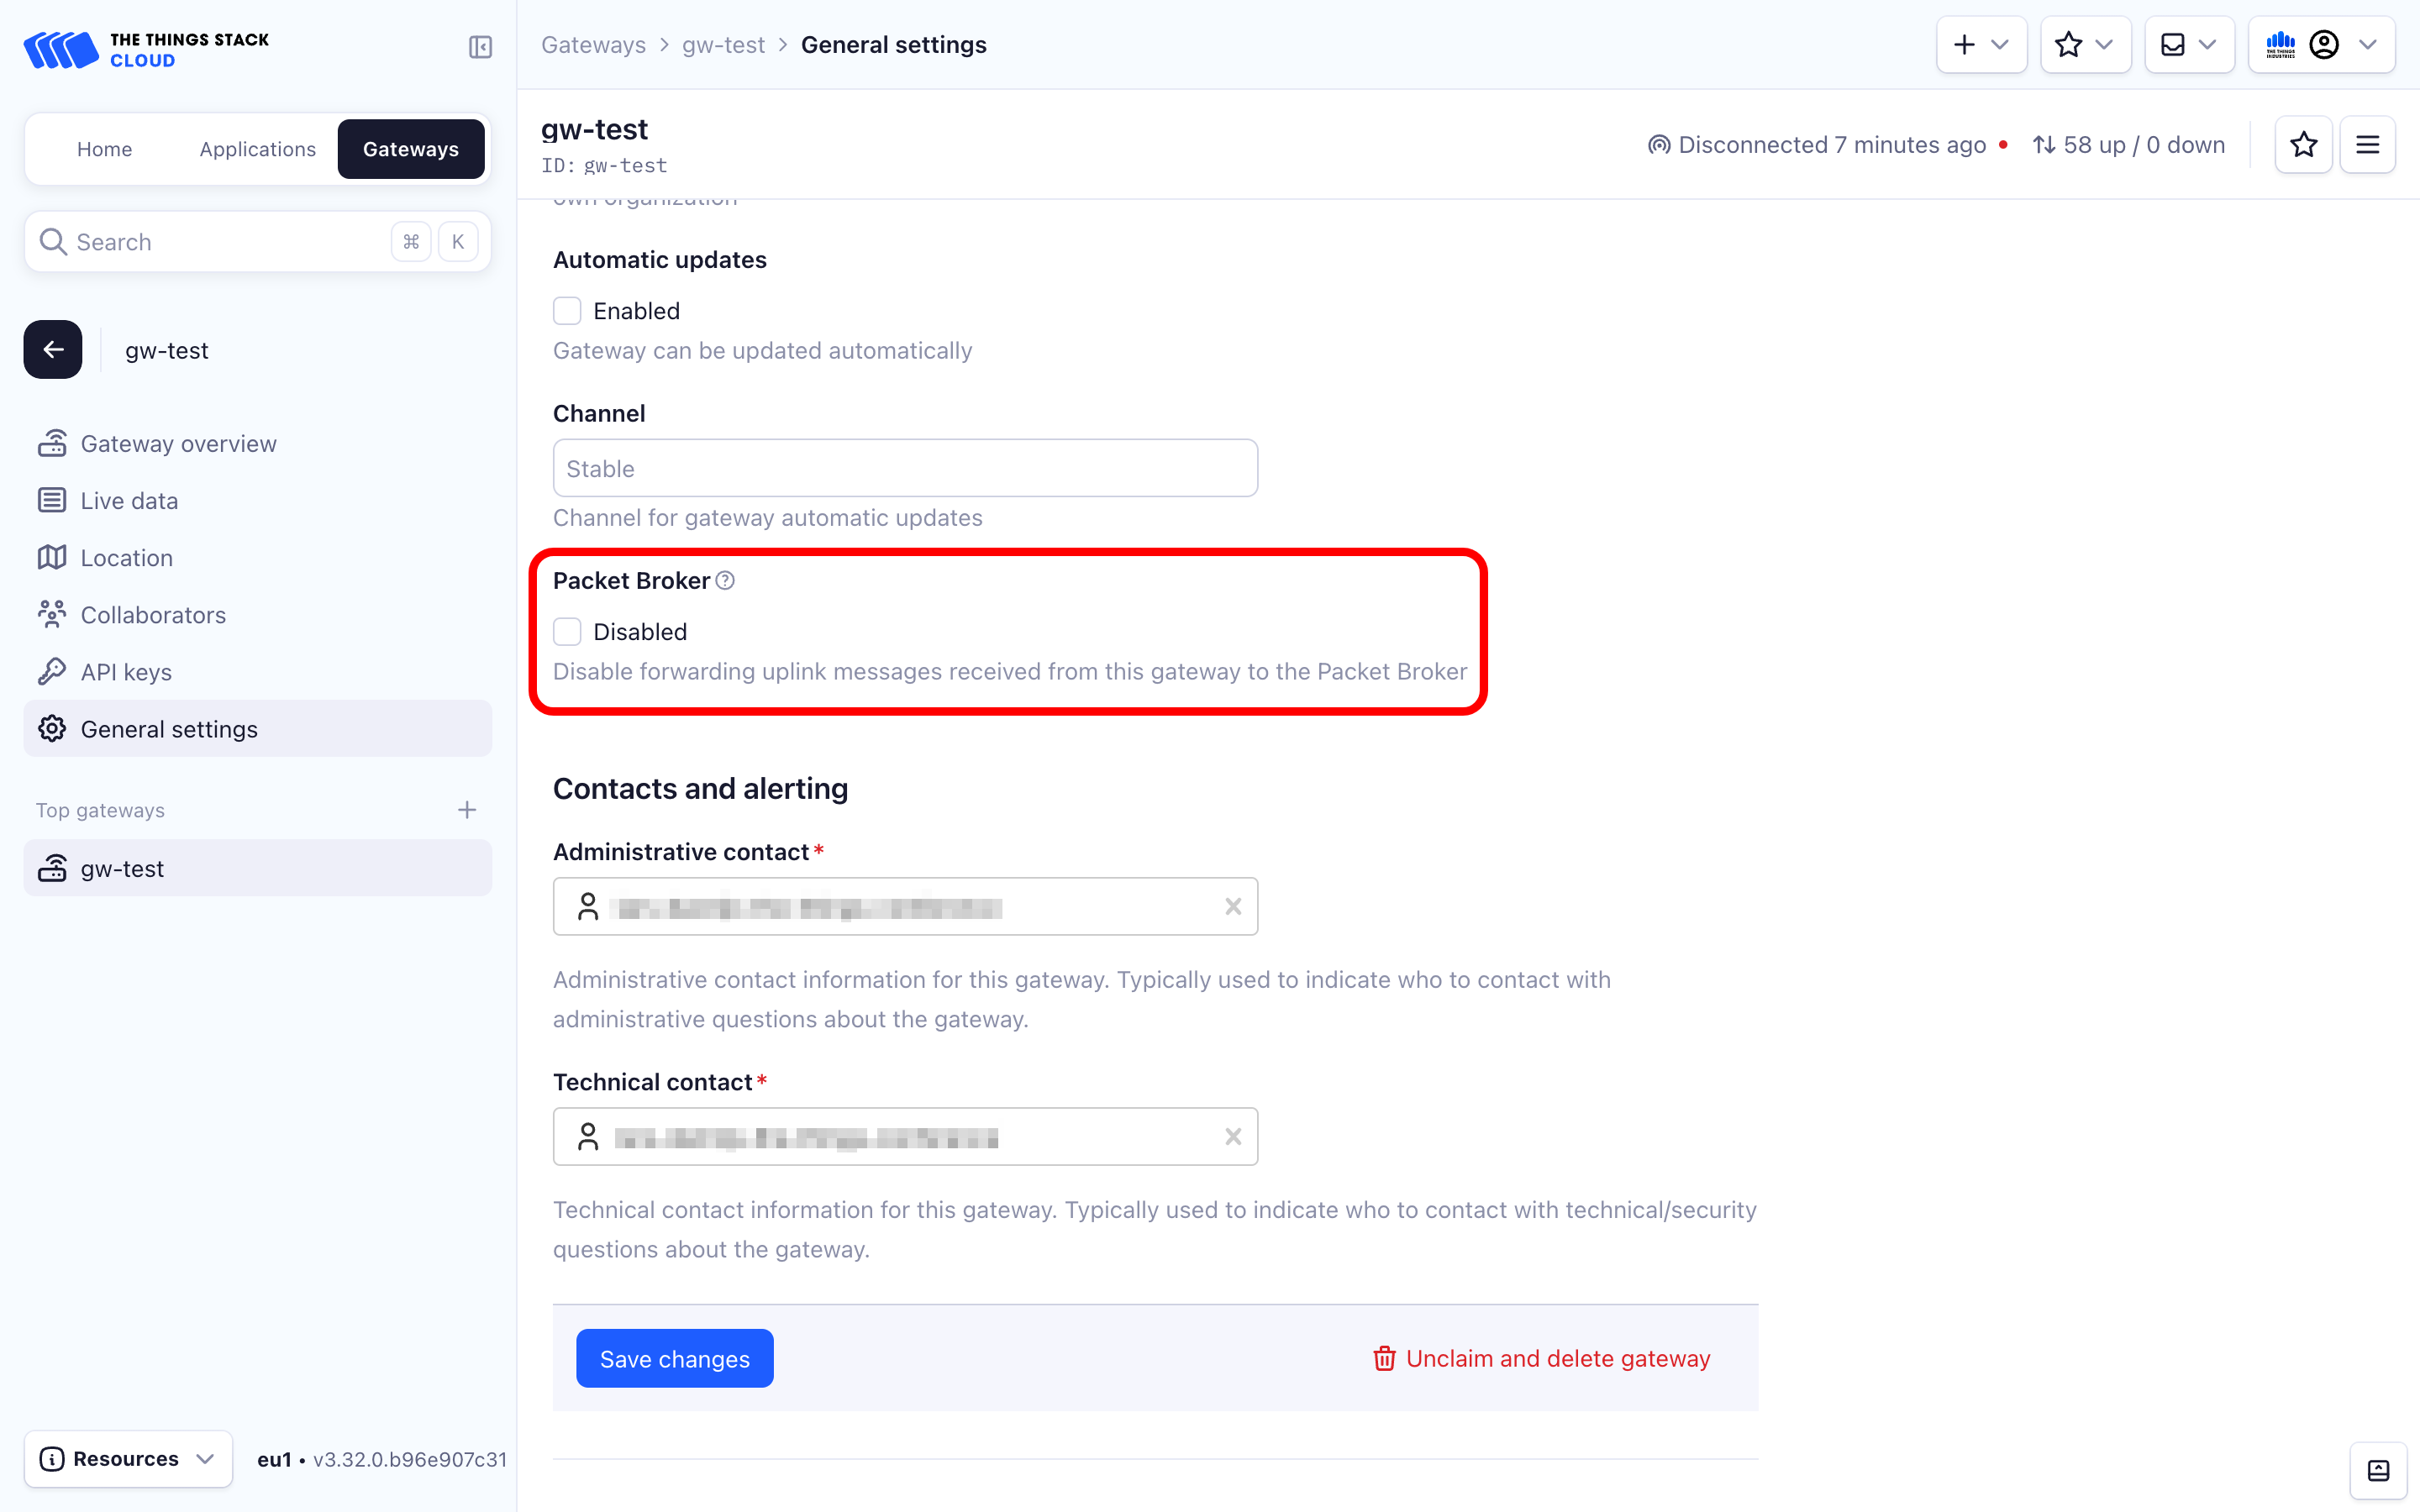 THE THINGS STACK
CLOUD
Home
Applications
Gateways
Search
⌘ K
gw-test
Gateway overview
Live data
Location
Collaborators
API keys
General settings
Top gateways
gw-test
Resources
eu1 • v3.32.0.b96e907c31
Gateways > gw-test > General settings
THE THINGS
INDUSTRIES
gw-test
ID: gw-test
Disconnected 7 minutes ago • 58 up / 0 down
own organization
Automatic updates
Enabled
Gateway can be updated automatically
Channel
Stable
Channel for gateway automatic updates
Packet Broker
Disabled
Disable forwarding uplink messages received from this gateway to the Packet Broker
Contacts and alerting
Administrative contact*
Administrative contact information for this gateway. Typically used to indicate who to contact with
administrative questions about the gateway.
Technical contact*
Technical contact information for this gateway. Typically used to indicate who to contact with technical/security
questions about the gateway.
Save changes
Unclaim and delete gateway